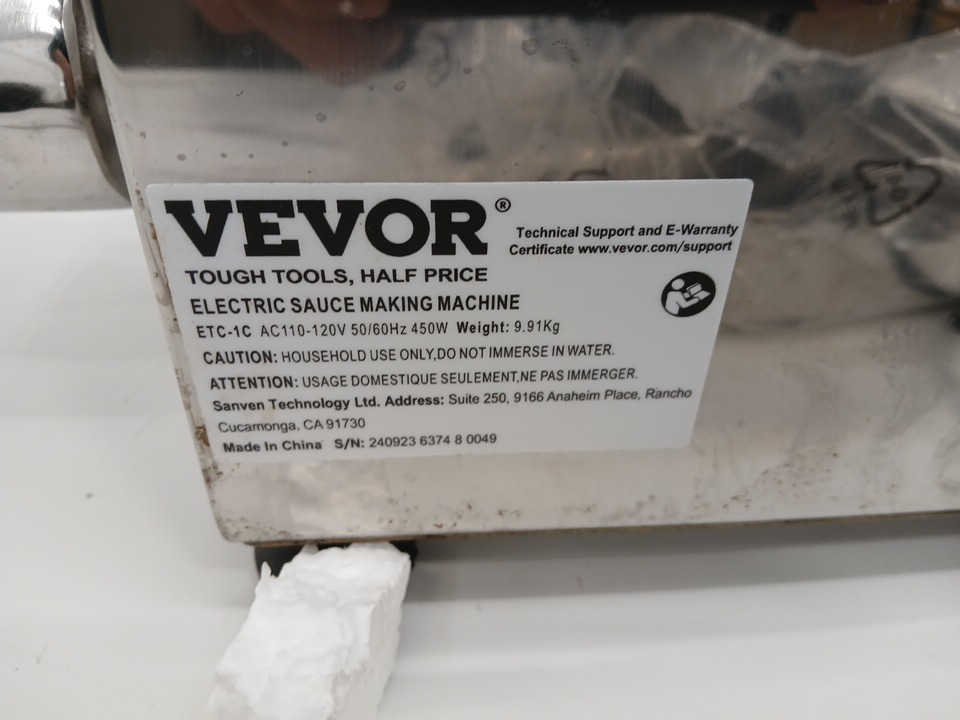 VEVOR®
Technical Support and E-Warranty
Certificate www.vevor.com/support
TOUGH TOOLS, HALF PRICE
ELECTRIC SAUCE MAKING MACHINE
ETC-1C AC110-120V 50/60Hz 450W Weight: 9.91Kg
CAUTION: HOUSEHOLD USE ONLY,DO NOT IMMERSE IN WATER.
ATTENTION: USAGE DOMESTIQUE SEULEMENT,NE PAS IMMERGER.
Sanven Technology Ltd. Address: Suite 250, 9166 Anaheim Place, Rancho
Cucamonga, CA 91730
Made In China S/N: 240923 6374 8 0049